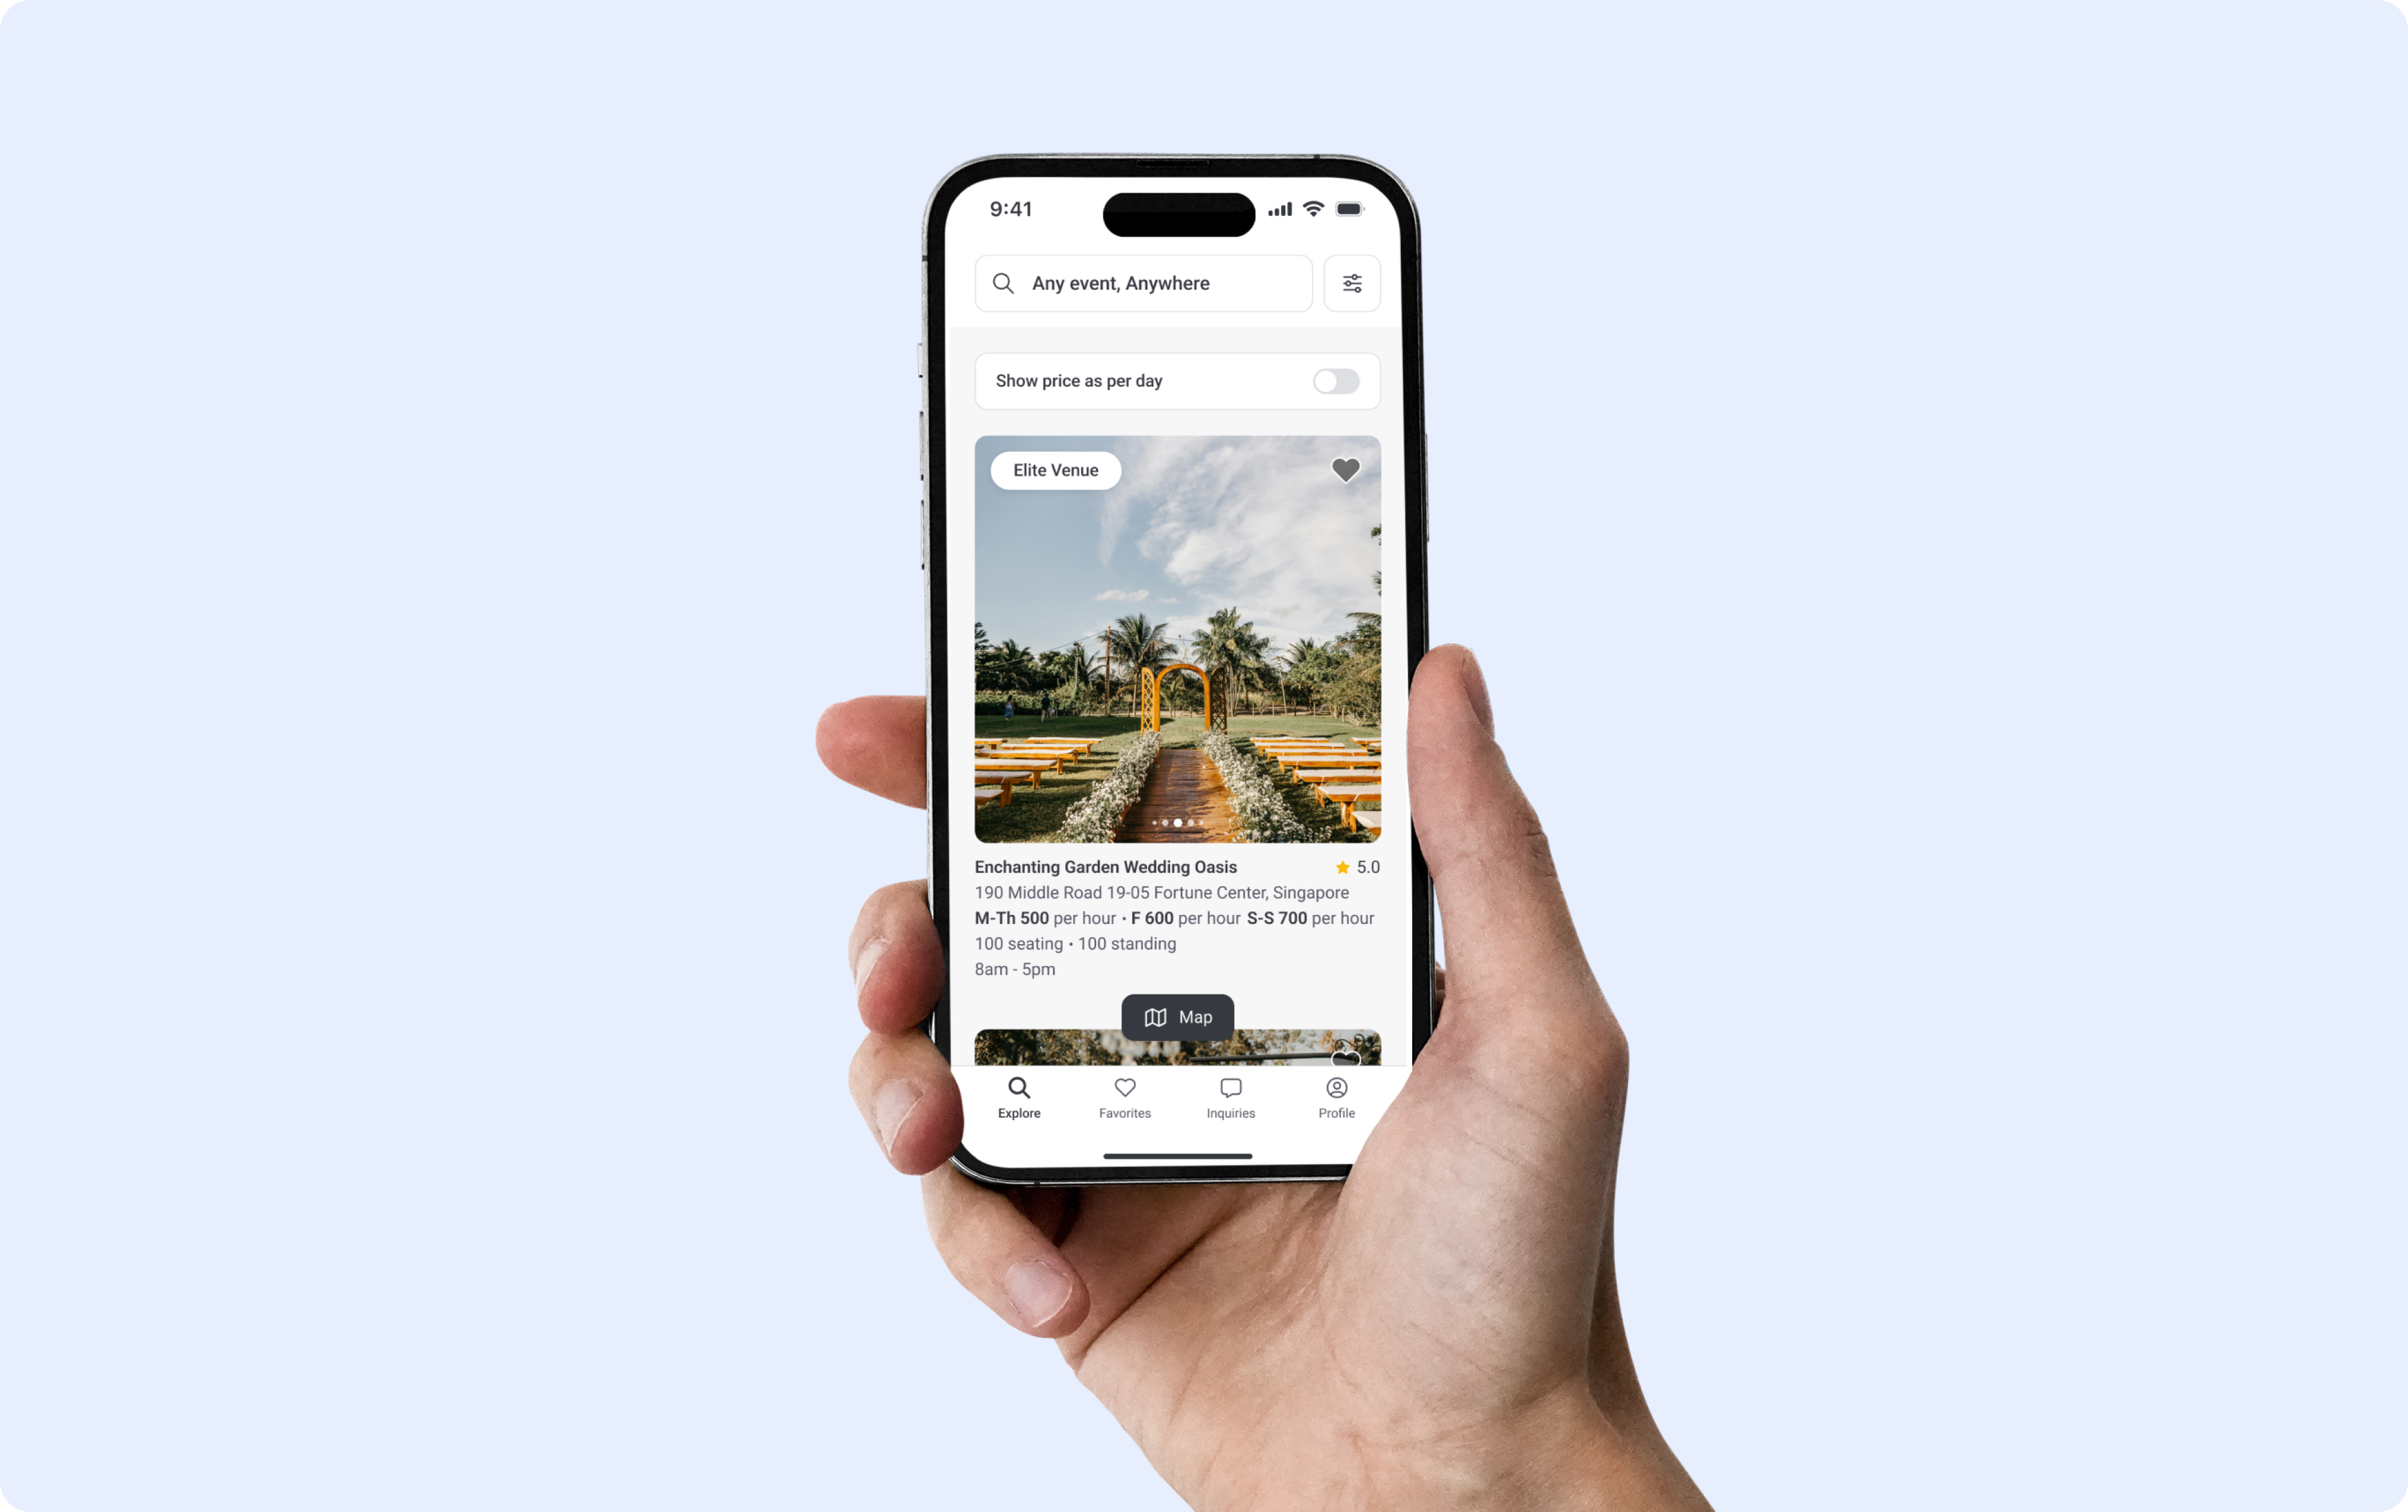 9:41
Any event, Anywhere
Show price as per day
Elite Venue
Enchanting Garden Wedding Oasis 5.0
190 Middle Road 19-05 Fortune Center, Singapore
M-Th 500 per hour • F 600 per hour S-S 700 per hour
100 seating • 100 standing
8am - 5pm
Map
Explore Favorites Inquiries Profile